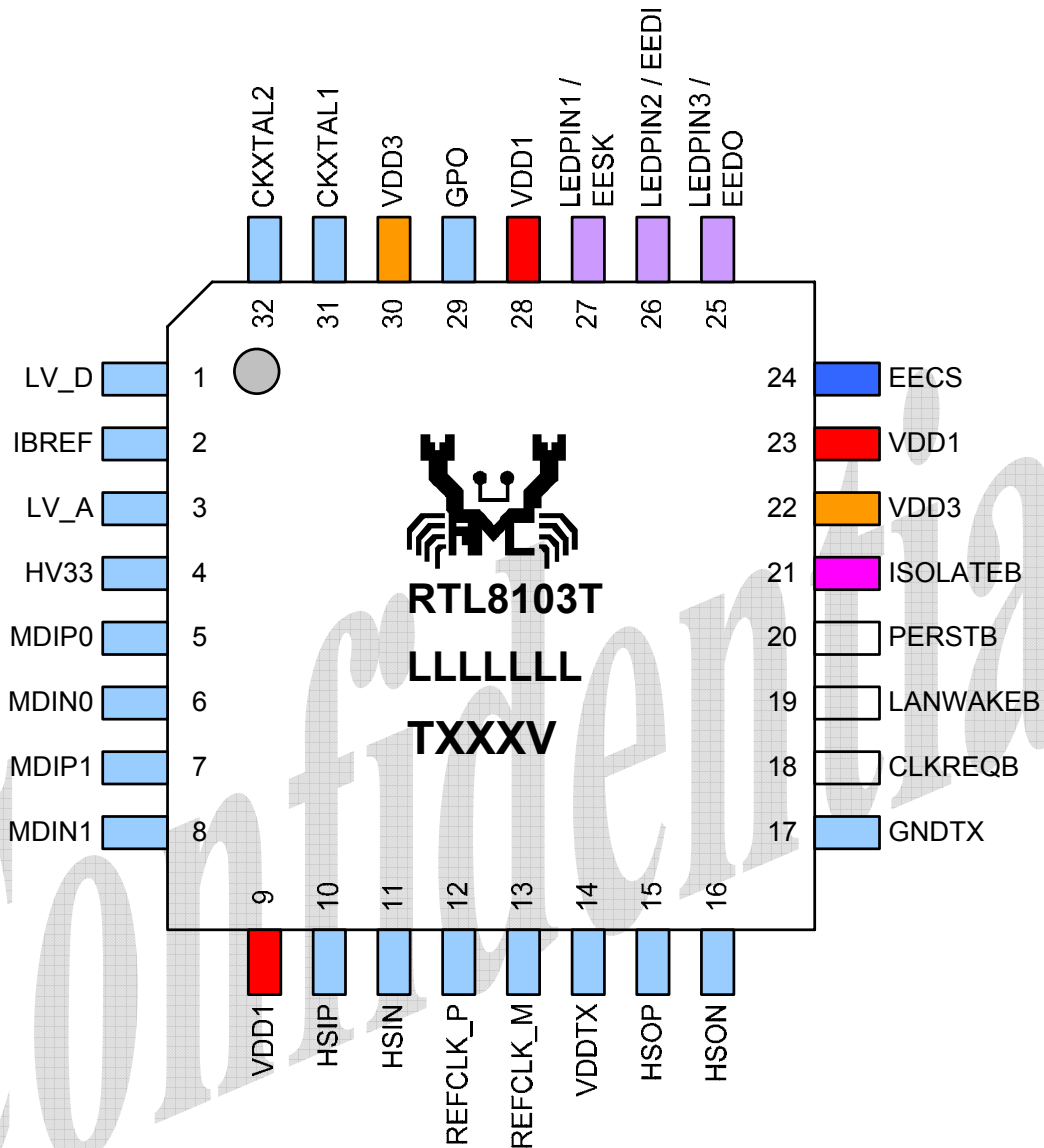 CKXTAL2
CKXTAL1
VDD3
GPO
VDD1
LEDPIN1 /
EESK
LEDPIN2 / EEDI
LEDPIN3 /
EEDO
32
31
30
29
28
27
26
25
LV_D 1
IBREF 2
LV_A 3
HV33 4
MDIP0 5
MDIN0 6
MDIP1 7
MDIN1 8
24 EECS
23 VDD1
22 VDD3
21 ISOLATEB
20 PERSTB
19 LANWAKEB
18 CLKREQB
17 GNDTX
RTL8103T
LLLLLLL
TXXXV
9
10
11
12
13
14
15
16
VDD1
HSIP
HSIN
REFCLK_P
REFCLK_M
VDDTX
HSOP
HSON
Confidential